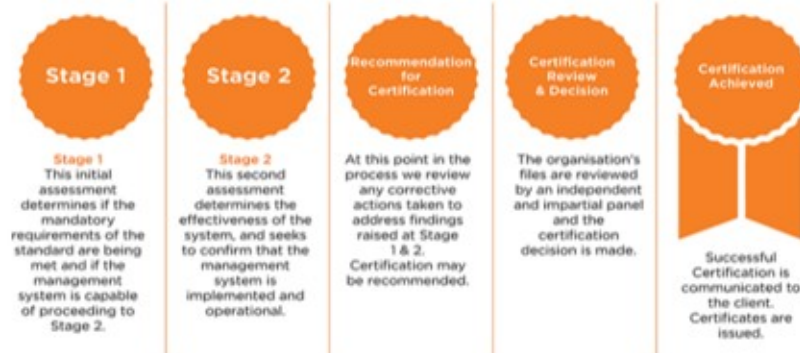 Stage 1
Stage 1
This initial
assessment
determines if the
mandatory
requirements of the
standard are being
met and if the
management
system is capable
of proceeding to
Stage 2.
Stage 2
Stage 2
This second
assessment
determines the
effectiveness of the
system, and seeks
to confirm that the
management
system is
implemented and
operational.
Recommendation
for
Certification
At this point in the
process we review
any corrective
actions taken to
address findings
raised at Stage
1 & 2.
Certification may
be recommended.
Certification
Review
& Decision
The organisation's
files are reviewed
by an independent
and impartial panel
and the
certification
decision is made.
Certification
Achieved
Successful
Certification is
communicated to
the client.
Certificates are
issued.